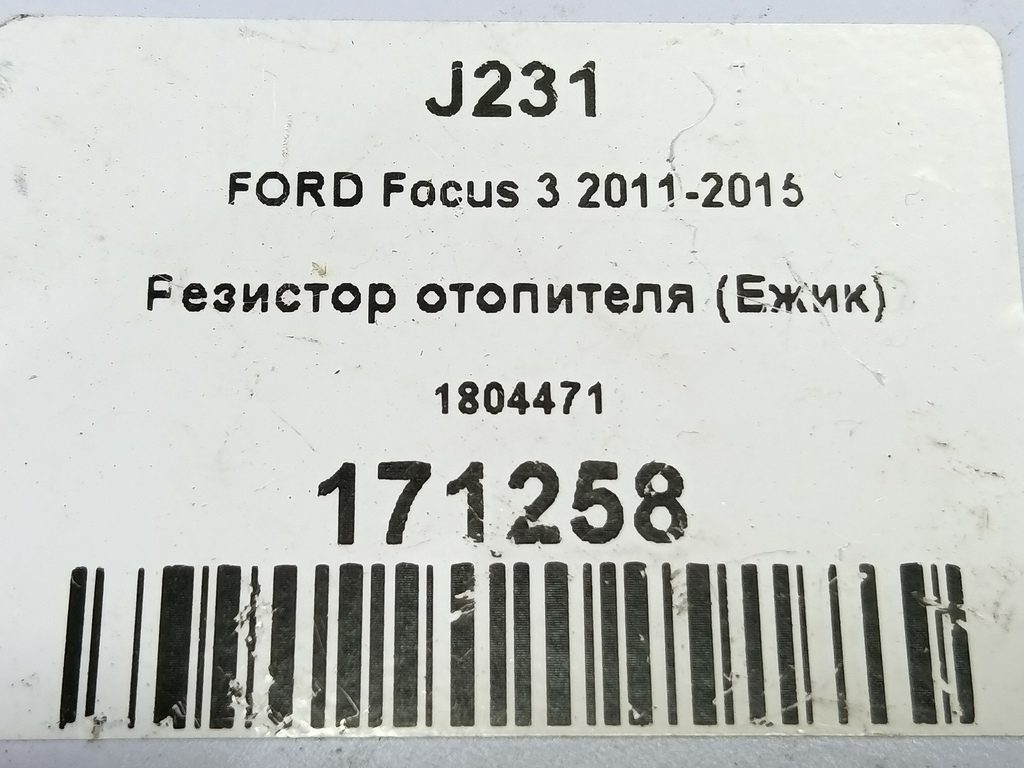 J231
FORD Focus 3 2011-2015
Резистор отопителя (Ежик)
1804471
171258